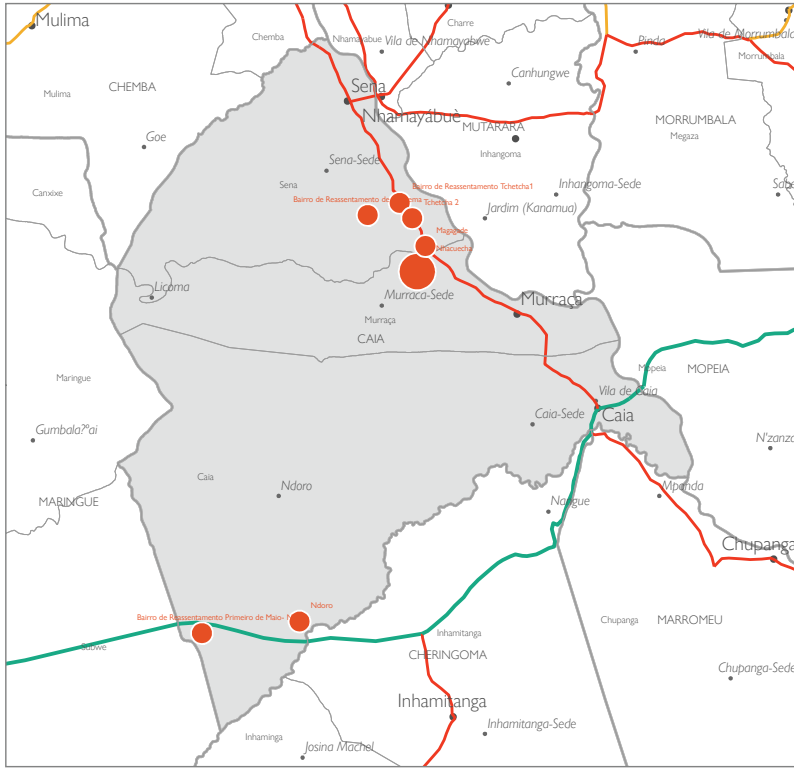 Mulima
Chemba
Nhamayabue
Vila de Nhamayabwe
Charre
Pinda
Vila de Morrumbala
Morrumbala
Canhungwe
Mulima
CHEMBA
Sena
Nhamayábuè
MUTARARA
MORRUMBALA
Megaza
Goe
Sena-Sede
Inhangoma
Canxixe
Sena
Bairro de Reassentamento Tchetcha1
Inhangoma-Sede
Bairro de Reassentamento de
Tchetcha 2
Jardim (Kanamua)
Magagade
Nhacuecha
Licoma
Murraca-Sede
Murraça
Murraça
CAIA
Maringue
Mopeia
MOPEIA
Vila de Caia
Caia-Sede
Caia
Gumbala?ºai
N'zanza
Caia
Ndoro
Mpanda
MARINGUE
Nangue
Chupanga
Ndoro
Bairro de Reassentamento Primeiro de Maio-
Chupanga
MARROMEU
Inhamitanga
Subwe
CHERINGOMA
Chupanga-Sede
Inhamitanga
Inhamitanga-Sede
Inhaminga
Josina Machel